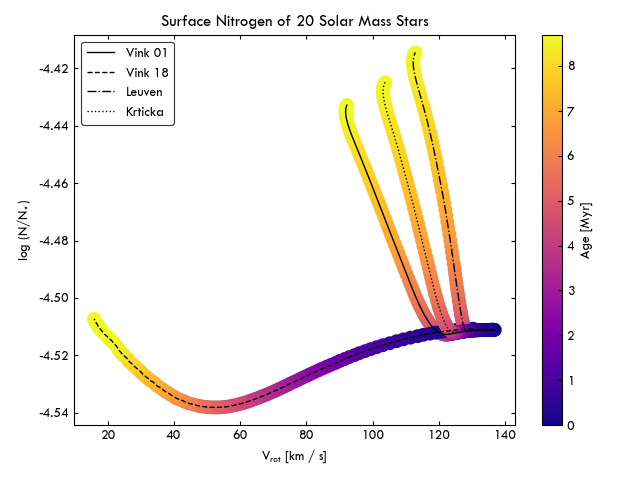 Surface Nitrogen of 20 Solar Mass Stars
Vink 01
Vink 18
Leuven
Krticka
-4.42
-4.44
-4.46
-4.48
-4.50
-4.52
-4.54
log (N/N⋆)
20 40 60 80 100 120 140
Vrot [km / s]
8
7
6
5
4
3
2
1
0
Age [Myr]